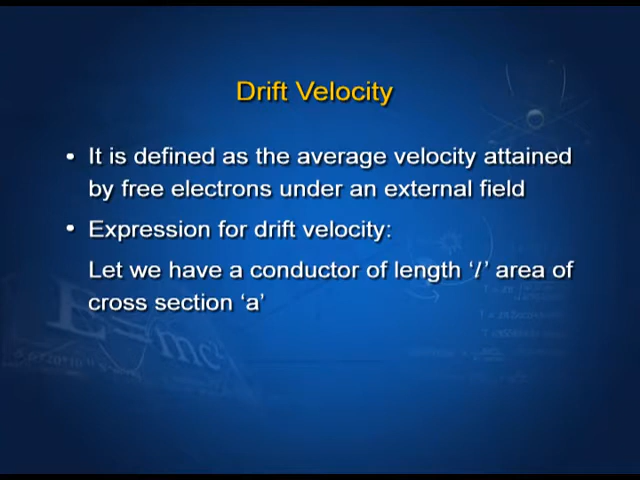 Drift Velocity
• It is defined as the average velocity attained
by free electrons under an external field
• Expression for drift velocity:
Let we have a conductor of length ‘l’ area of
cross section ‘a’
E=mc²